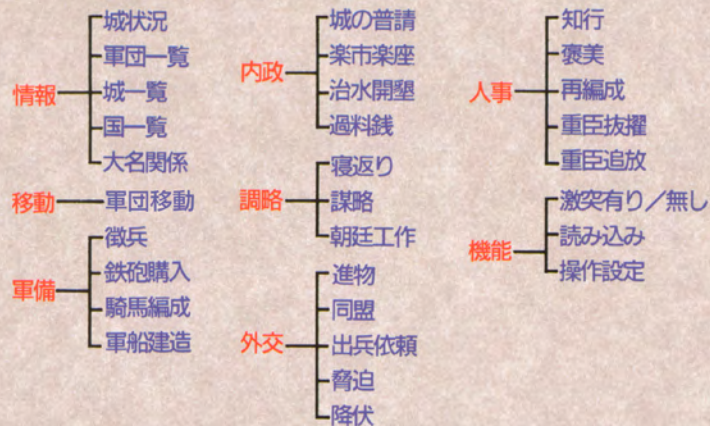 情報
城状況
軍団一覧
城一覧
国一覧
大名関係
移動
軍団移動
軍備
徴兵
鉄砲購入
騎馬編成
軍船建造
内政
城の普請
楽市楽座
治水開墾
過料銭
調略
寝返り
謀略
朝廷工作
外交
進物
同盟
出兵依頼
脅迫
降伏
人事
知行
褒美
再編成
重臣抜擢
重臣追放
機能
激突有り／無し
読み込み
操作設定